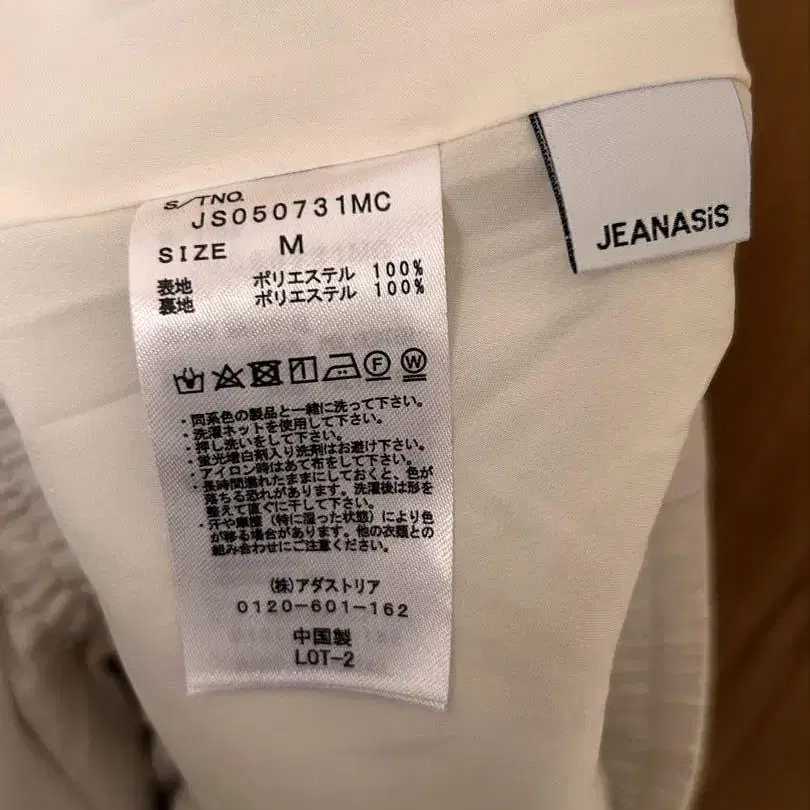 S/TNO.
JS050731MC
SIZE M
表地 ポリエステル 100%
裏地 ポリエステル 100%
F W
・同系色の製品と一緒に洗って下さい。
・洗濯ネットを使用して下さい。
・押し洗いをして下さい。
・蛍光増白剤入り洗剤はお避け下さい。
・アイロン時はあて布をして下さい。
・長時間濡れたままにしておくと、色が
落ちる恐れがあります。洗濯後は形を
整えて直ぐに干して下さい。
・汗や摩擦（特に湿った状態）により色
が移る場合があります。他の衣類との
組み合わせにご注意ください。
(株)アダストリア
0120-601-162
中国製
LOT-2
JEANASiS